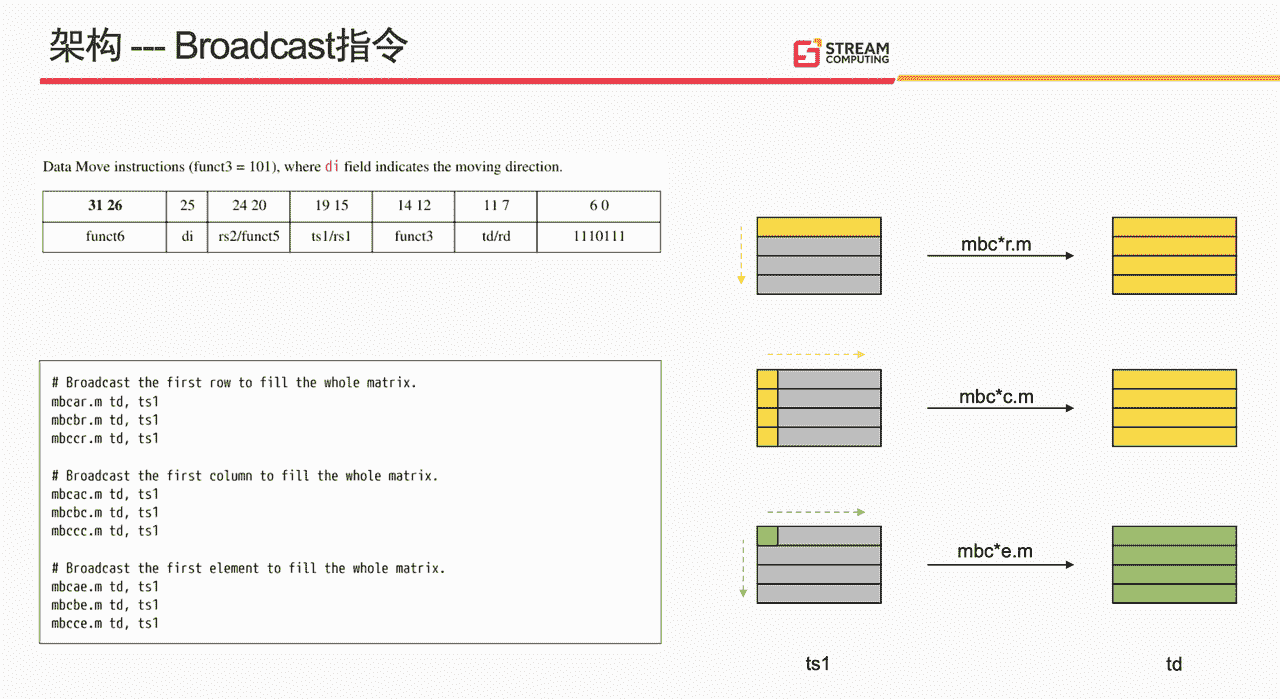 架构 --- Broadcast指令
STREAM
COMPUTING
Data Move instructions (funct3 = 101), where di field indicates the moving direction.
31 26 25 24 20 19 15 14 12 11 7 6 0
funct6 di rs2/funct5 ts1/rs1 funct3 td/rd 1110111
# Broadcast the first row to fill the whole matrix.
mbcar.m td, ts1
mbcbr.m td, ts1
mbccr.m td, ts1
# Broadcast the first column to fill the whole matrix.
mbcac.m td, ts1
mbcbc.m td, ts1
mbccc.m td, ts1
# Broadcast the first element to fill the whole matrix.
mbcae.m td, ts1
mbcbe.m td, ts1
mbcce.m td, ts1
mbc*r.m
mbc*c.m
mbc*e.m
ts1
td